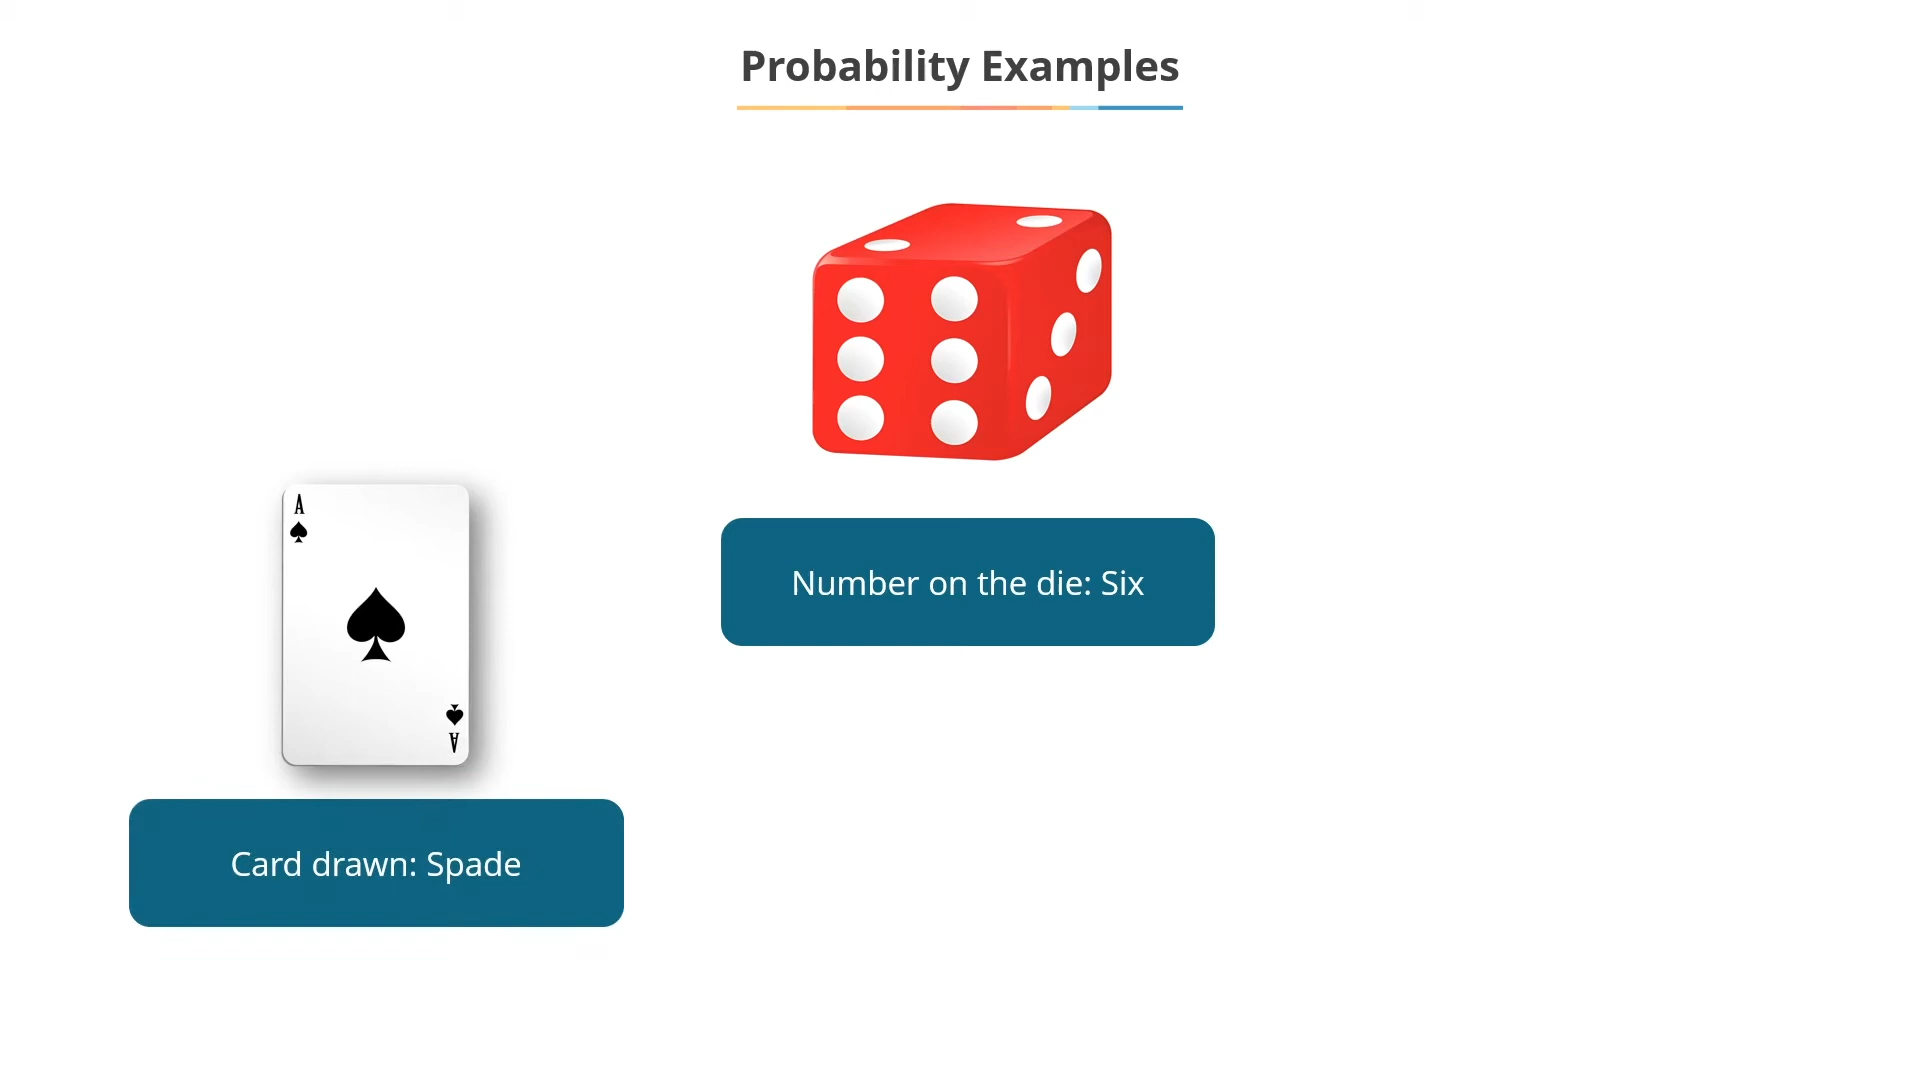 Probability Examples
Number on the die: Six
A
A
Card drawn: Spade